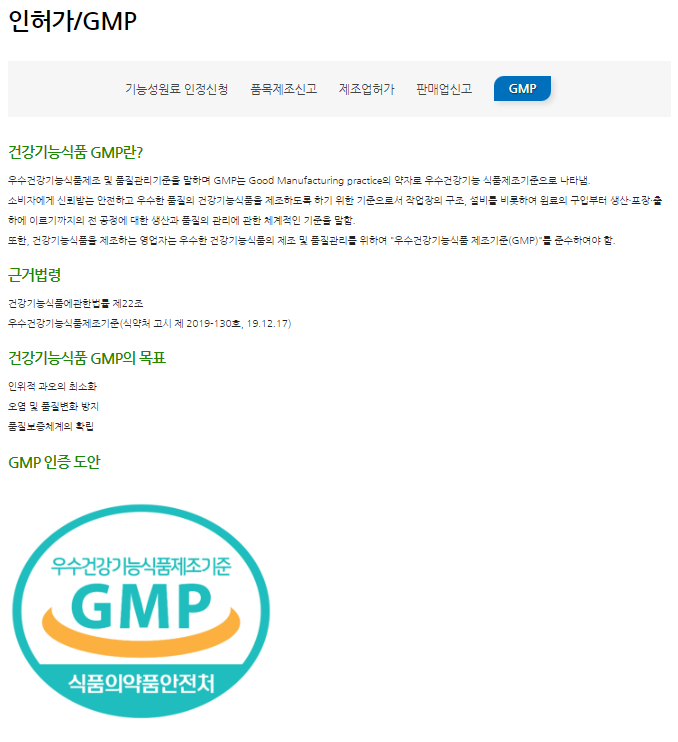 인허가/GMP
기능성원료 인정신청 품목제조신고 제조업허가 판매업신고 GMP
건강기능식품 GMP란?
우수건강기능식품제조 및 품질관리기준을 말하며 GMP는 Good Manufacturing practice의 약자로 우수건강기능 식품제조기준으로 나타냄.
소비자에게 신뢰받는 안전하고 우수한 품질의 건강기능식품을 제조하도록 하기 위한 기준으로서 작업장의 구조, 설비를 비롯하여 원료의 구입부터 생산·포장·출
하에 이르기까지의 전 공정에 대한 생산과 품질의 관리에 관한 체계적인 기준을 말함.
또한, 건강기능식품을 제조하는 영업자는 우수한 건강기능식품의 제조 및 품질관리를 위하여 "우수건강기능식품 제조기준(GMP)"를 준수하여야 함.
근거법령
건강기능식품에관한법률 제22조
우수건강기능식품제조기준(식약처 고시 제 2019-130호, 19.12.17)
건강기능식품 GMP의 목표
인위적 과오의 최소화
오염 및 품질변화 방지
품질보증체계의 확립
GMP 인증 도안
우수건강기능식품제조기준
GMP
식품의약품안전처